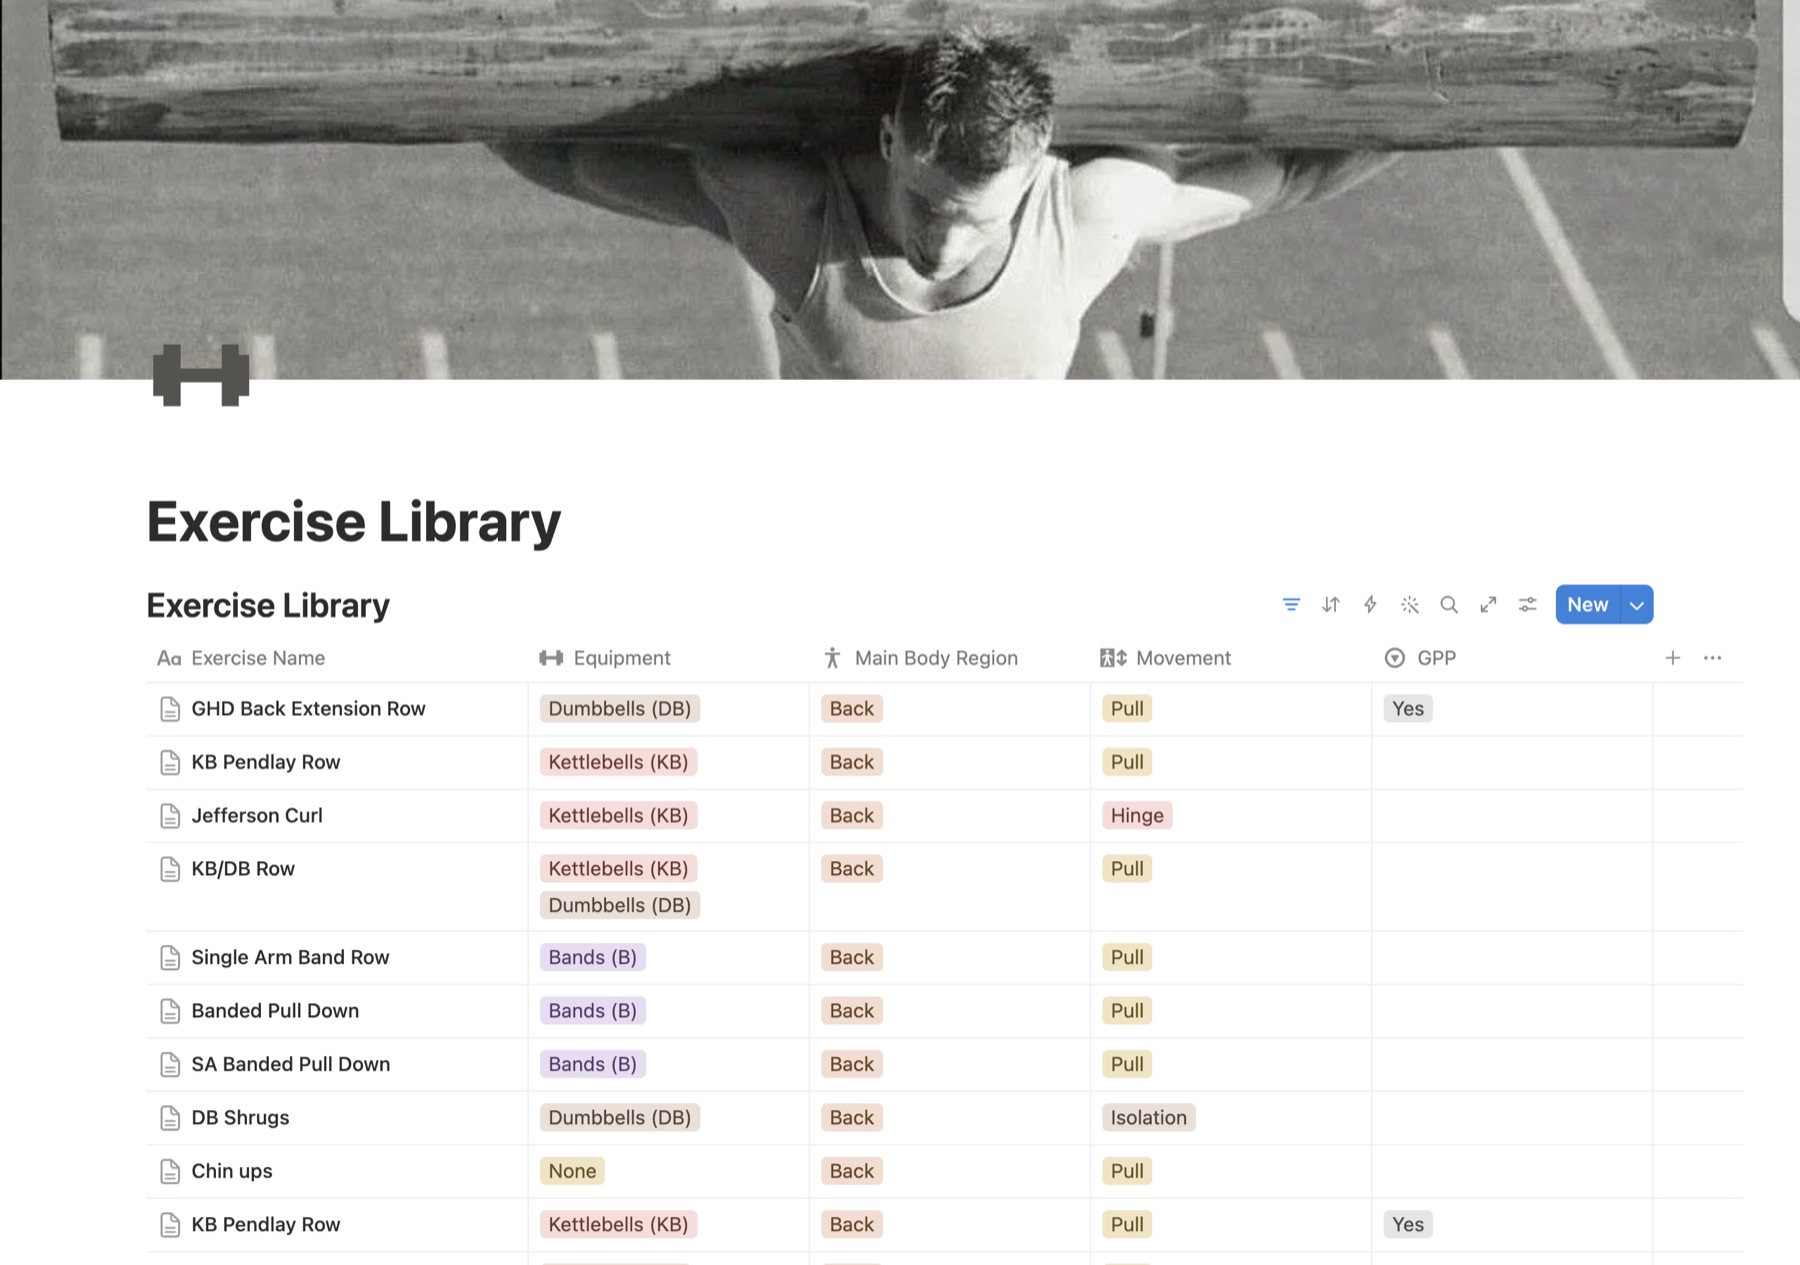 Exercise Library
Exercise Library
New
Aa Exercise Name Equipment Main Body Region Movement GPP
GHD Back Extension Row Dumbbells (DB) Back Pull Yes
KB Pendlay Row Kettlebells (KB) Back Pull
Jefferson Curl Kettlebells (KB) Back Hinge
KB/DB Row Kettlebells (KB) Back Pull
Dumbbells (DB)
Single Arm Band Row Bands (B) Back Pull
Banded Pull Down Bands (B) Back Pull
SA Banded Pull Down Bands (B) Back Pull
DB Shrugs Dumbbells (DB) Back Isolation
Chin ups None Back Pull
KB Pendlay Row Kettlebells (KB) Back Pull Yes